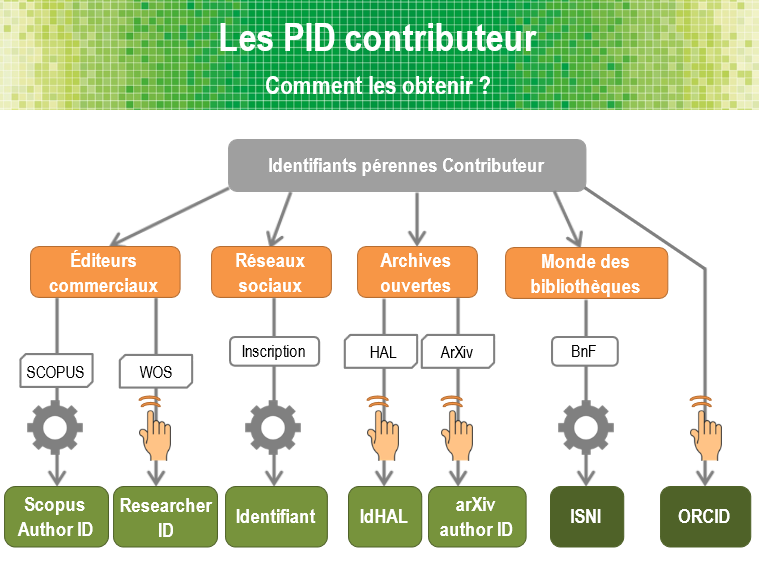 Les PID contributeur
Comment les obtenir ?
Identifiants pérennes Contributeur
Éditeurs
commerciaux
Réseaux
sociaux
Archives
ouvertes
Monde des
bibliothèques
SCOPUS
WOS
Inscription
HAL
ArXiv
BnF
Scopus
Author ID
Researcher
ID
Identifiant
IdHAL
arXiv
author ID
ISNI
ORCID